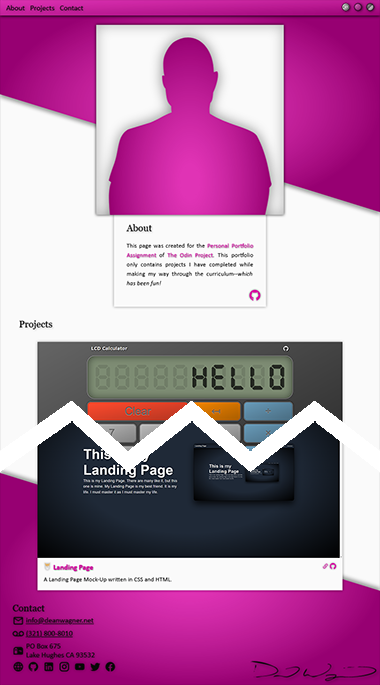 About Projects Contact
About
This page was created for the Personal Portfolio
Assignment of The Odin Project. This portfolio
only contains projects I have completed while
making my way through the curriculum—which
has been fun!
Projects
LCD Calculator
HELLO
Clear ↔ ÷
7
This is my
Landing Page
This is my Landing Page. There are many like it, but this
one is mine. My Landing Page is my best friend. It is my
life. I must master it as I must master my life.
This is my
Landing Page
Landing Page
A Landing Page Mock-Up written in CSS and HTML.
Contact
info@deanwagner.net
(321) 800-8010
PO Box 675
Lake Hughes CA 93532